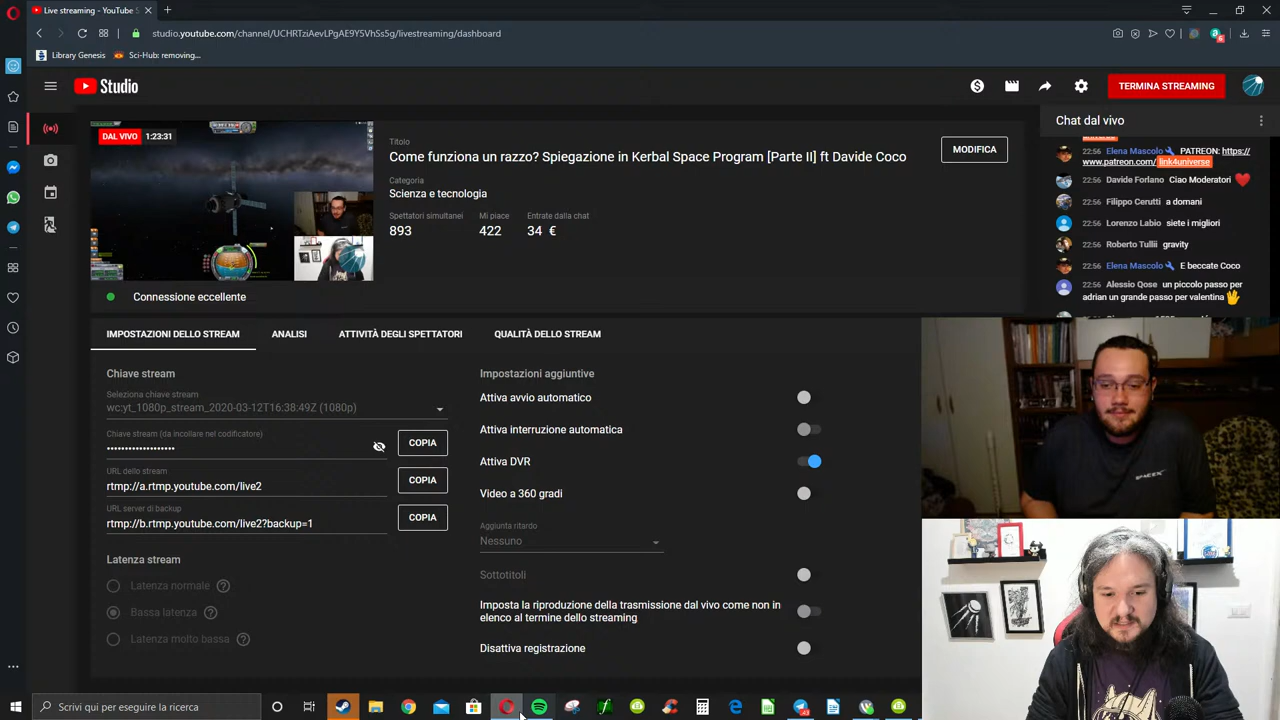 Live streaming - YouTube S
studio.youtube.com/channel/UCHRTziAevLPgAE9Y5VhSs5g/livestreaming/dashboard
6
Library Genesis
Sci-Hub: removing...
Studio
TERMINA STREAMING
DAL VIVO
1:23:31
Titolo
Come funziona un razzo? Spiegazione in Kerbal Space Program [Parte II] ft Davide Coco
MODIFICA
Categoria
Scienza e tecnologia
Spettatori simultanei
Mi piace
Entrate dalla chat
893
422
34 €
Connessione eccellente
Chat dal vivo
universe
22:56 Elena Mascolo PATREON: https://
www.patreon.com/link4universe
22:56 Davide Forlano Ciao Moderatori
22:56 Filippo Cerutti a domani
22:56 Lorenzo Labio siete i migliori
22:56 Roberto Tullii gravity
22:56 Elena Mascolo E beccate Coco
22:56 Alessio Qose un piccolo passo per
adrian un grande passo per valentina
IMPOSTAZIONI DELLO STREAM
ANALISI
ATTIVITÀ DEGLI SPETTATORI
QUALITÀ DELLO STREAM
Chiave stream
Seleziona chiave stream
wc:yt_1080p_stream_2020-03-12T16:38:49Z (1080p)
Chiave stream (da incollare nel codificatore)
••••••••••••••••••
COPIA
URL dello stream
rtmp://a.rtmp.youtube.com/live2
COPIA
URL server di backup
rtmp://b.rtmp.youtube.com/live2?backup=1
COPIA
Latenza stream
Latenza normale
Bassa latenza
Latenza molto bassa
Impostazioni aggiuntive
Attiva avvio automatico
Attiva interruzione automatica
Attiva DVR
Video a 360 gradi
Aggiunta ritardo
Nessuno
Sottotitoli
Imposta la riproduzione della trasmissione dal vivo come non in
elenco al termine dello streaming
Disattiva registrazione
SPACEX
Scrivi qui per eseguire la ricerca
43